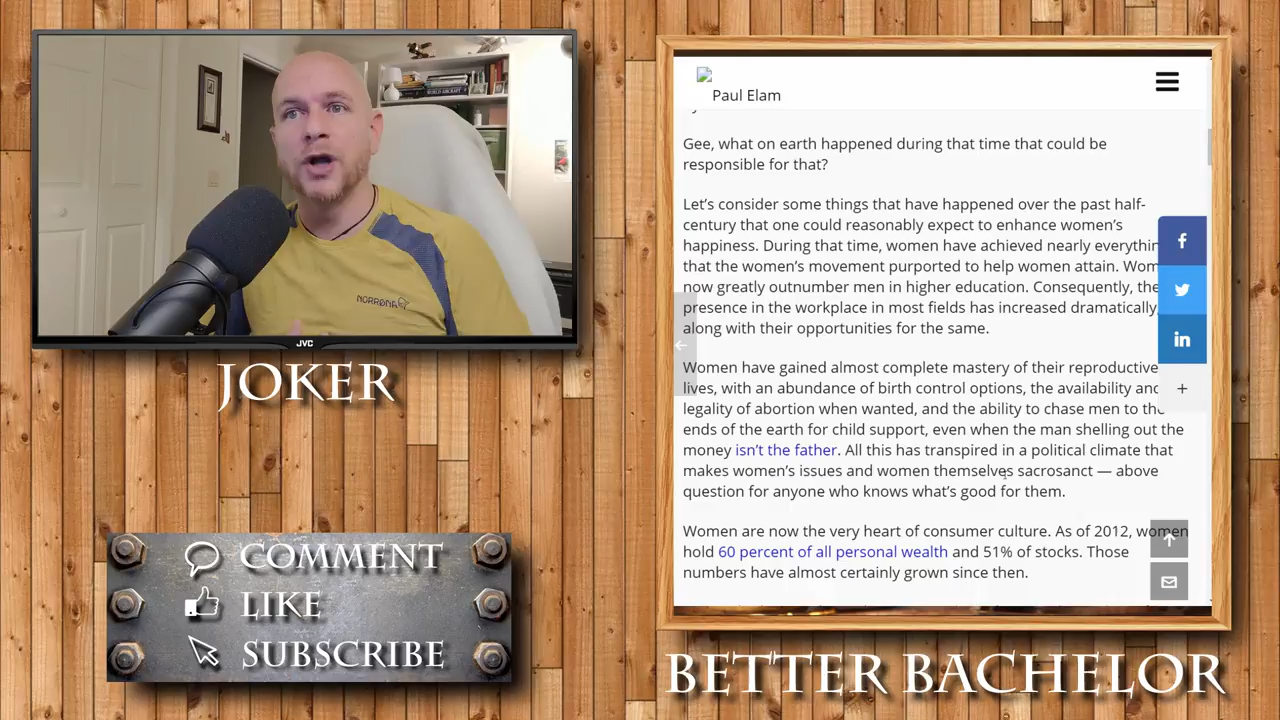 JVC
NORRØNA
JOKER
COMMENT
LIKE
SUBSCRIBE
Paul Elam
Gee, what on earth happened during that time that could be
responsible for that?
Let’s consider some things that have happened over the past half-
century that one could reasonably expect to enhance women’s
happiness. During that time, women have achieved nearly everythin
that the women’s movement purported to help women attain. Wom
now greatly outnumber men in higher education. Consequently, the
presence in the workplace in most fields has increased dramatically,
along with their opportunities for the same.
Women have gained almost complete mastery of their reproductive
lives, with an abundance of birth control options, the availability and
legality of abortion when wanted, and the ability to chase men to the
ends of the earth for child support, even when the man shelling out the
money isn’t the father. All this has transpired in a political climate that
makes women’s issues and women themselves sacrosanct — above
question for anyone who knows what’s good for them.
Women are now the very heart of consumer culture. As of 2012, women
hold 60 percent of all personal wealth and 51% of stocks. Those
numbers have almost certainly grown since then.
BETTER BACHELOR